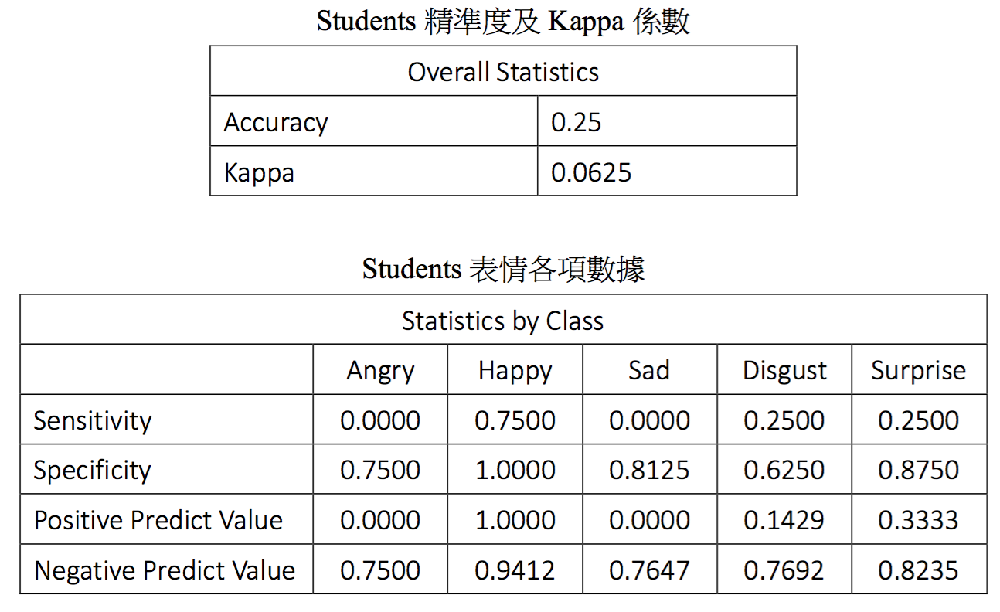 Students 精準度及 Kappa 係數
Overall Statistics
Accuracy 0.25
Kappa 0.0625
Students 表情各項數據
Statistics by Class
Angry Happy Sad Disgust Surprise
Sensitivity 0.0000 0.7500 0.0000 0.2500 0.2500
Specificity 0.7500 1.0000 0.8125 0.6250 0.8750
Positive Predict Value 0.0000 1.0000 0.0000 0.1429 0.3333
Negative Predict Value 0.7500 0.9412 0.7647 0.7692 0.8235